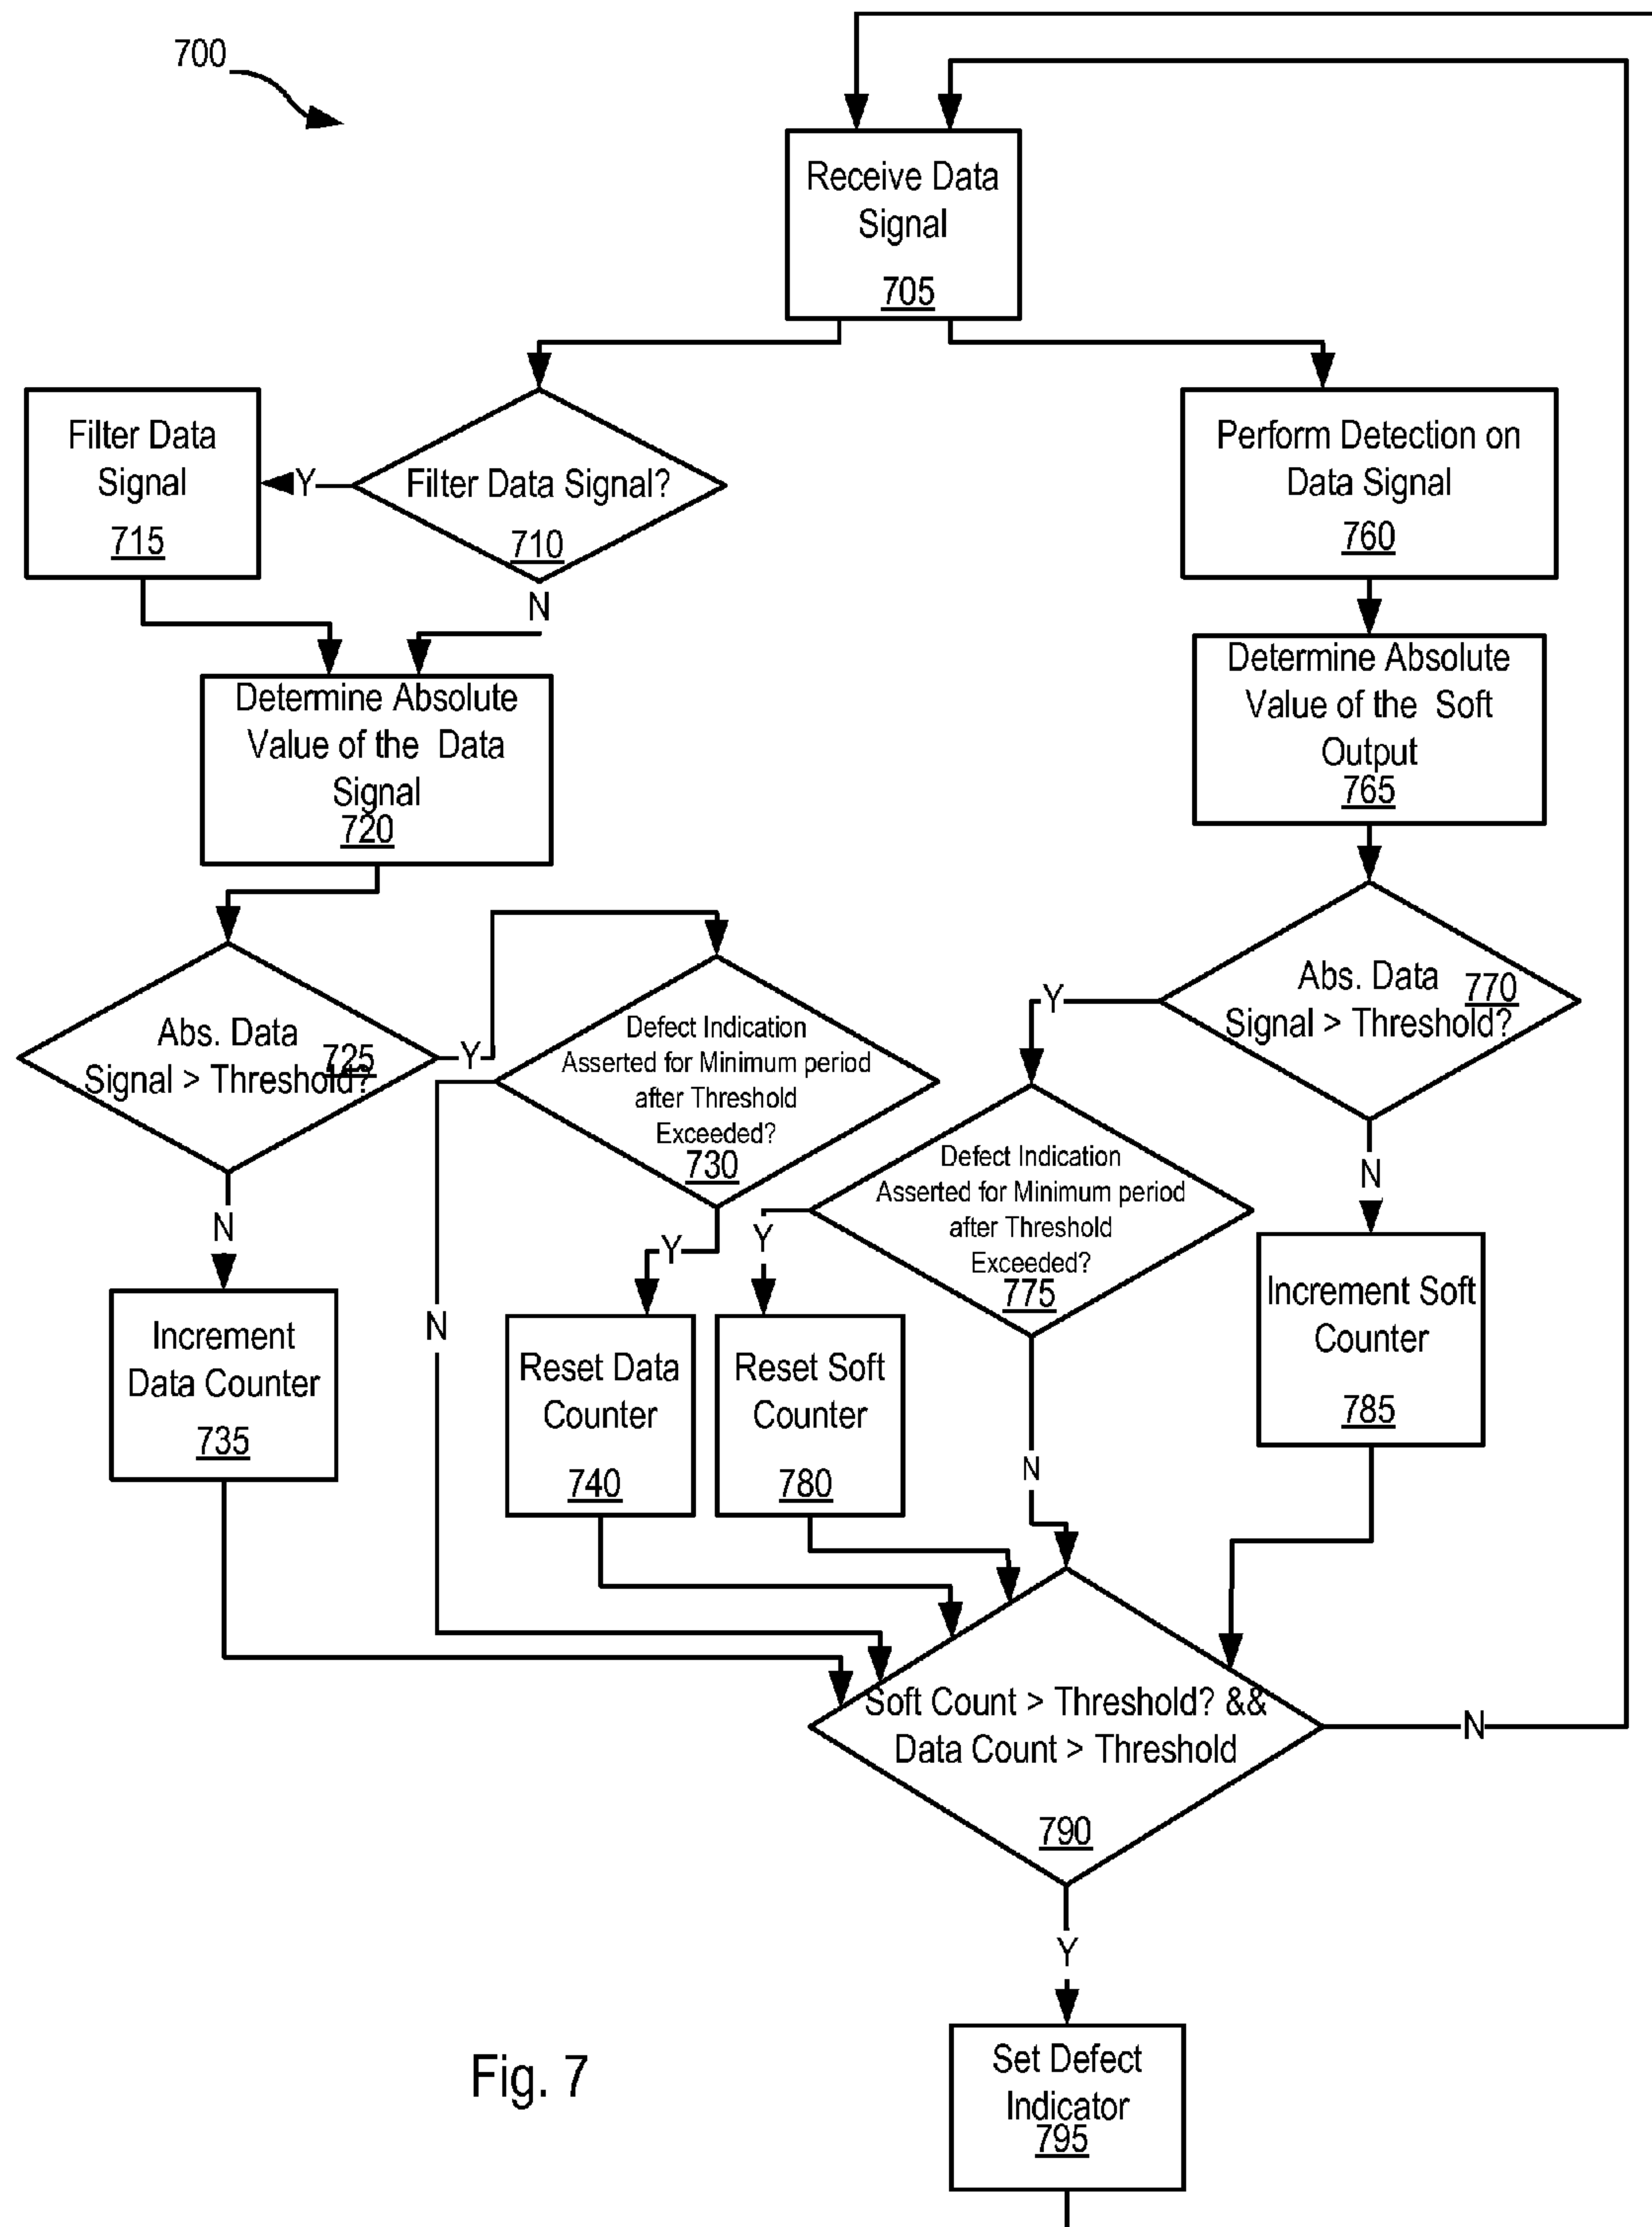 700
Receive Data
Signal
705
Filter Data
Signal
715
Y
Filter Data Signal?
710
N
Perform Detection on
Data Signal
760
Determine Absolute
Value of the Data
Signal
720
Determine Absolute
Value of the Soft
Output
765
Abs. Data
Signal > Threshold?
725
Y
N
Defect Indication
Asserted for Minimum period
after Threshold
Exceeded?
730
Y
N
Abs. Data
Signal > Threshold?
770
Y
N
Defect Indication
Asserted for Minimum period
after Threshold
Exceeded?
775
Y
N
Increment
Data Counter
735
Reset Data
Counter
740
Reset Soft
Counter
780
Increment Soft
Counter
785
Soft Count > Threshold? &&
Data Count > Threshold
790
N
Y
Set Defect
Indicator
795
Fig. 7